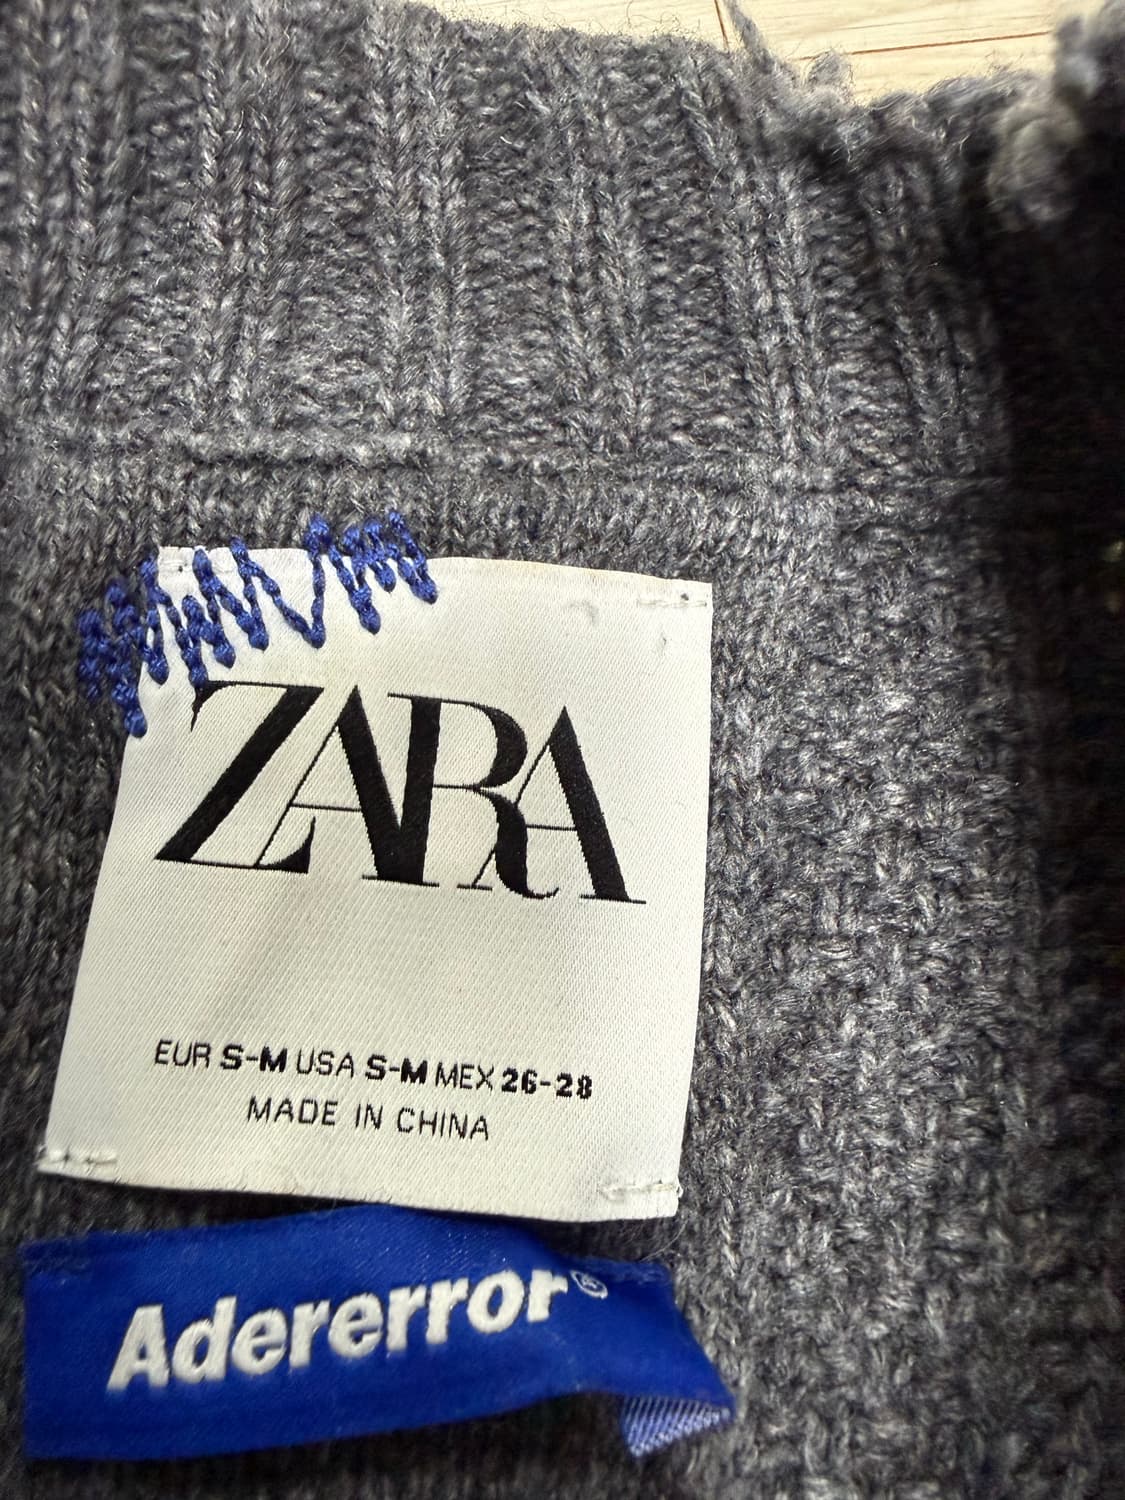 ZARA
EUR S-M USA S-M MEX 26-28
MADE IN CHINA
Adererror®